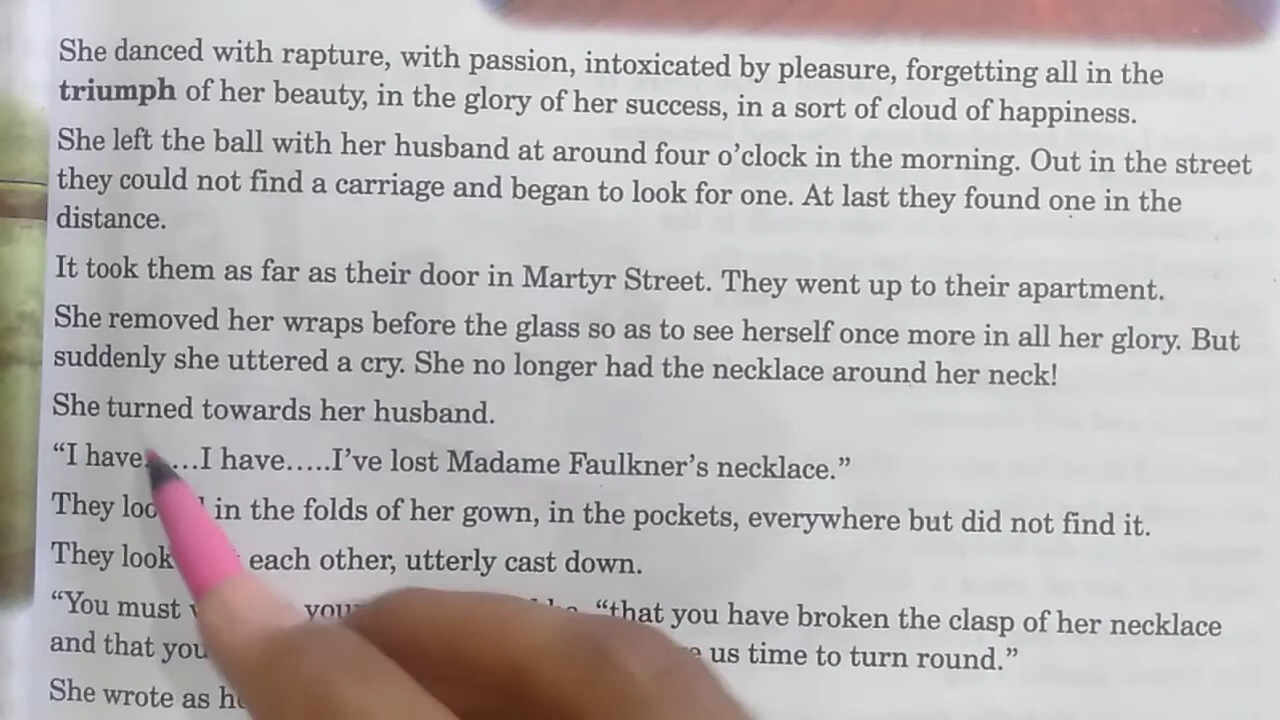 She danced with rapture, with passion, intoxicated by pleasure, forgetting all in the
triumph of her beauty, in the glory of her success, in a sort of cloud of happiness.
She left the ball with her husband at around four o’clock in the morning. Out in the street
they could not find a carriage and began to look for one. At last they found one in the
distance.
It took them as far as their door in Martyr Street. They went up to their apartment.
She removed her wraps before the glass so as to see herself once more in all her glory. But
suddenly she uttered a cry. She no longer had the necklace around her neck!
She turned towards her husband.
“I have.....I have.....I’ve lost Madame Faulkner’s necklace.”
They in the folds of her gown, in the pockets, everywhere but did not find it.
They each other, utterly cast down.
“You must “that you have broken the clasp of her necklace
and that us time to turn round.”
She wrote as